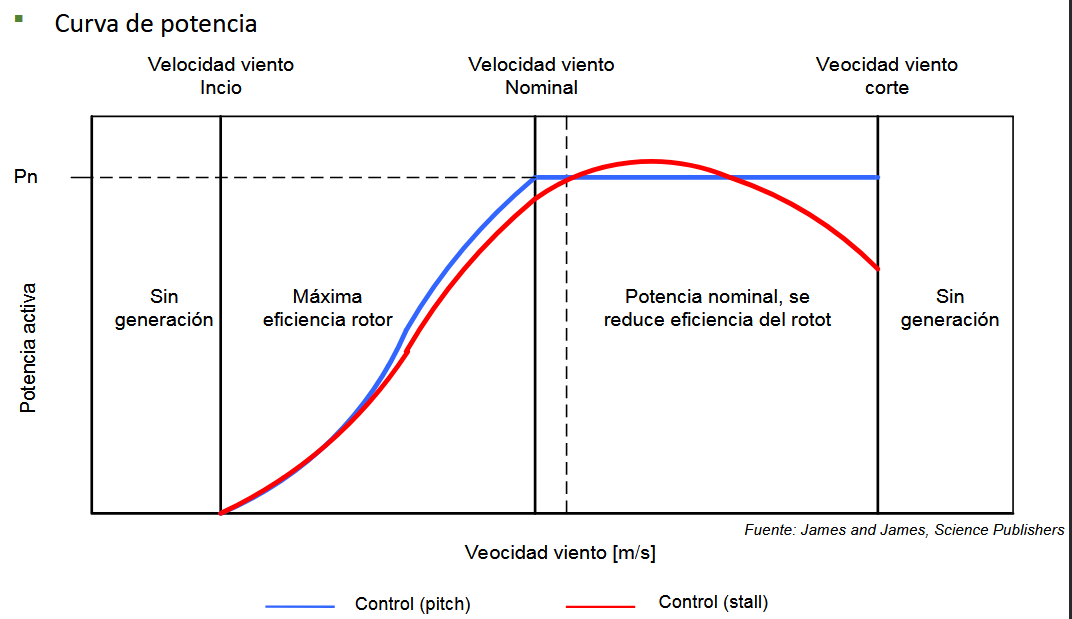 Curva de potencia
Velocidad viento
Incio
Velocidad viento
Nominal
Veocidad viento
corte
Pn
Potencia activa
Sin
generación
Máxima
eficiencia rotor
Potencia nominal, se
reduce eficiencia del rotot
Sin
generación
Fuente: James and James, Science Publishers
Veocidad viento [m/s]
Control (pitch)
Control (stall)